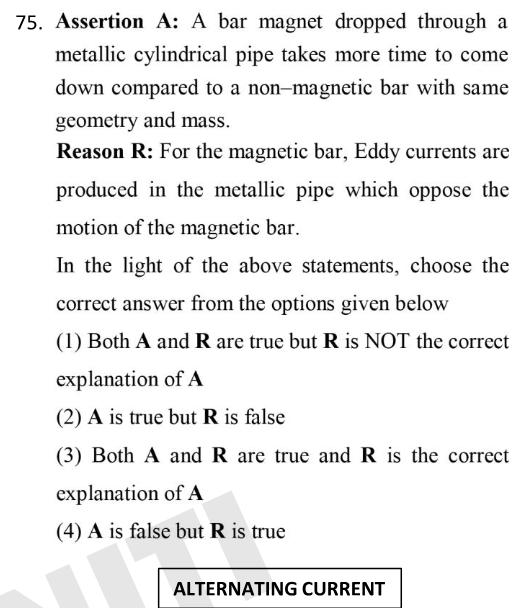 75. Assertion A: A bar magnet dropped through a
metallic cylindrical pipe takes more time to come
down compared to a non–magnetic bar with same
geometry and mass.
Reason R: For the magnetic bar, Eddy currents are
produced in the metallic pipe which oppose the
motion of the magnetic bar.
In the light of the above statements, choose the
correct answer from the options given below
(1) Both A and R are true but R is NOT the correct
explanation of A
(2) A is true but R is false
(3) Both A and R are true and R is the correct
explanation of A
(4) A is false but R is true
ALTERNATING CURRENT